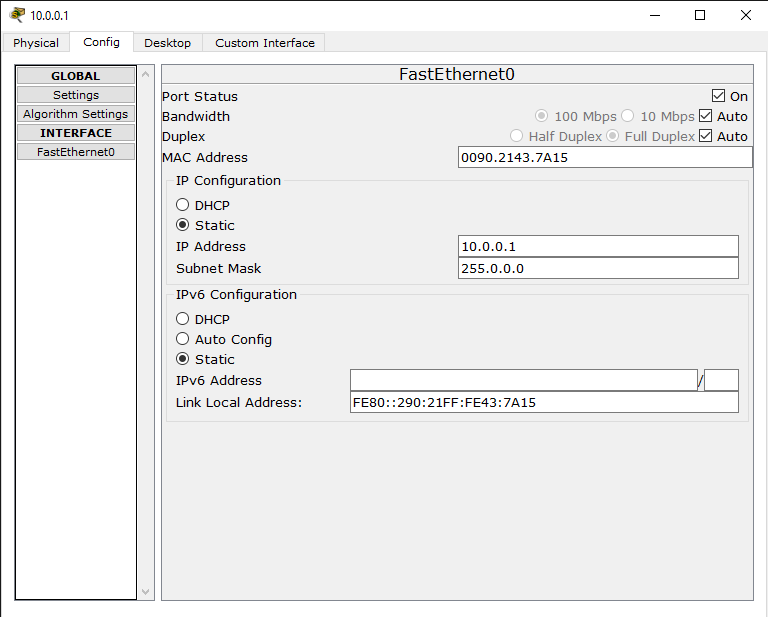 10.0.0.1
Physical Config Desktop Custom Interface
GLOBAL
Settings
Algorithm Settings
INTERFACE
FastEthernet0
FastEthernet0
Port Status On
Bandwidth 100 Mbps 10 Mbps Auto
Duplex Half Duplex Full Duplex Auto
MAC Address 0090.2143.7A15
IP Configuration
DHCP
Static
IP Address 10.0.0.1
Subnet Mask 255.0.0.0
IPv6 Configuration
DHCP
Auto Config
Static
IPv6 Address /
Link Local Address: FE80::290:21FF:FE43:7A15